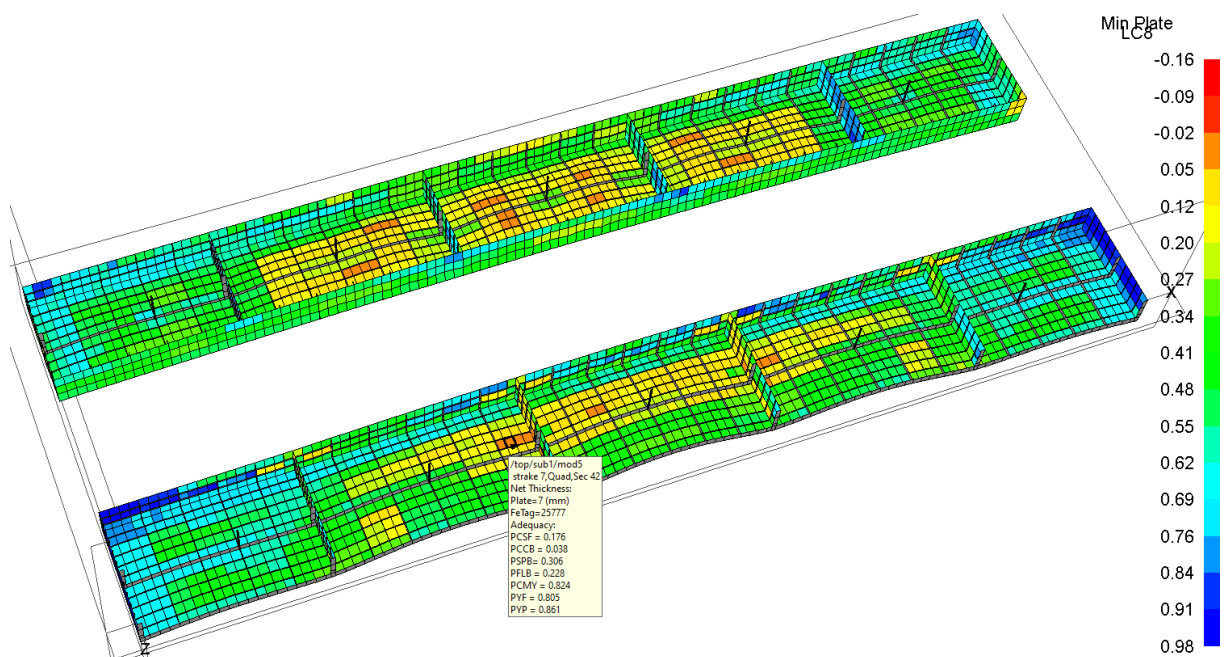 Min Plate
LC8
-0.16
-0.09
-0.02
0.05
0.12
0.20
0.27
0.34
0.41
0.48
0.55
0.62
0.69
0.76
0.84
0.91
0.98
X
/top/sub1/mod5
strake 7,Quad,Sec 42
Net Thickness:
Plate=7 (mm)
FeTag=25777
Adequacy:
PCSF = 0.176
PCCB = 0.038
PSPB= 0.306
PFLB = 0.228
PCMY = 0.824
PYF = 0.805
PYP = 0.861
Z